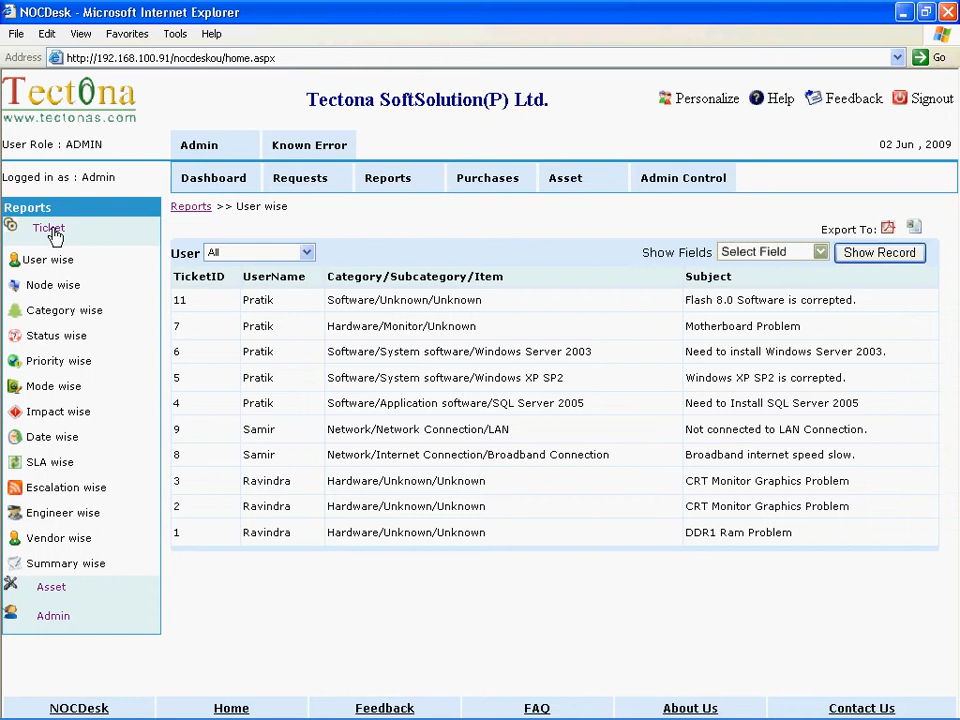 NOCDesk - Microsoft Internet Explorer
File Edit View Favorites Tools Help
Address http://192.168.100.91/nocdeskou/home.aspx Go
Tectona
www.tectonas.com
Tectona SoftSolution(P) Ltd.
Personalize Help Feedback Signout
User Role : ADMIN
Admin Known Error
02 Jun , 2009
Logged in as : Admin
Dashboard Requests Reports Purchases Asset Admin Control
Reports
Ticket
User wise
Node wise
Category wise
Status wise
Priority wise
Mode wise
Impact wise
Date wise
SLA wise
Escalation wise
Engineer wise
Vendor wise
Summary wise
Asset
Admin
Reports >> User wise
Export To:
User All Show Fields Select Field Show Record
TicketID UserName Category/Subcategory/Item Subject
11 Pratik Software/Unknown/Unknown Flash 8.0 Software is correpted.
7 Pratik Hardware/Monitor/Unknown Motherboard Problem
6 Pratik Software/System software/Windows Server 2003 Need to install Windows Server 2003.
5 Pratik Software/System software/Windows XP SP2 Windows XP SP2 is correpted.
4 Pratik Software/Application software/SQL Server 2005 Need to Install SQL Server 2005
9 Samir Network/Network Connection/LAN Not connected to LAN Connection.
8 Samir Network/Internet Connection/Broadband Connection Broadband internet speed slow.
3 Ravindra Hardware/Unknown/Unknown CRT Monitor Graphics Problem
2 Ravindra Hardware/Unknown/Unknown CRT Monitor Graphics Problem
1 Ravindra Hardware/Unknown/Unknown DDR1 Ram Problem
NOCDesk Home Feedback FAQ About Us Contact Us